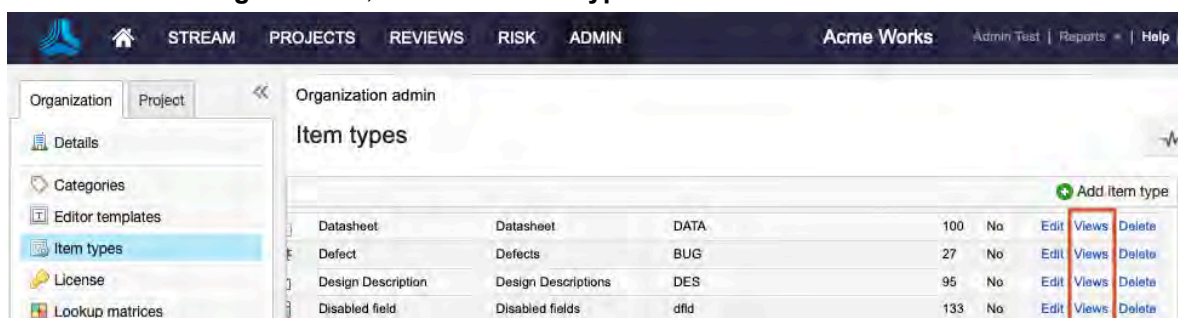 STREAM PROJECTS REVIEWS RISK ADMIN Acme Works Admin Test | Reports | Help
Organization Project
Details
Categories
Editor templates
Item types
License
Lookup matrices
Organization admin
Item types
Add item type
Datasheet Datasheet DATA 100 No Edit Views Delete
Defect Defects BUG 27 No Edit Views Delete
Design Description Design Descriptions DES 95 No Edit Views Delete
Disabled field Disabled fields dfld 133 No Edit Views Delete